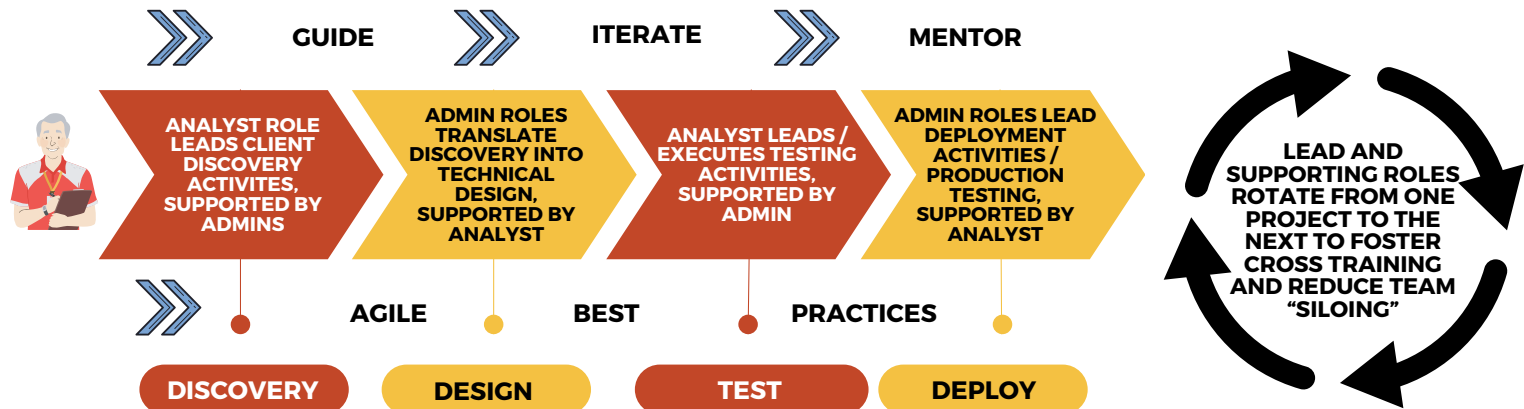 GUIDE
ITERATE
MENTOR
ANALYST ROLE
LEADS CLIENT
DISCOVERY
ACTIVITES,
SUPPORTED BY
ADMINS
ADMIN ROLES
TRANSLATE
DISCOVERY INTO
TECHNICAL
DESIGN,
SUPPORTED BY
ANALYST
ANALYST LEADS /
EXECUTES TESTING
ACTIVITIES,
SUPPORTED BY
ADMIN
ADMIN ROLES LEAD
DEPLOYMENT
ACTIVITIES /
PRODUCTION
TESTING,
SUPPORTED BY
ANALYST
LEAD AND
SUPPORTING ROLES
ROTATE FROM ONE
PROJECT TO THE
NEXT TO FOSTER
CROSS TRAINING
AND REDUCE TEAM
“SILOING”
AGILE
BEST
PRACTICES
DISCOVERY
DESIGN
TEST
DEPLOY